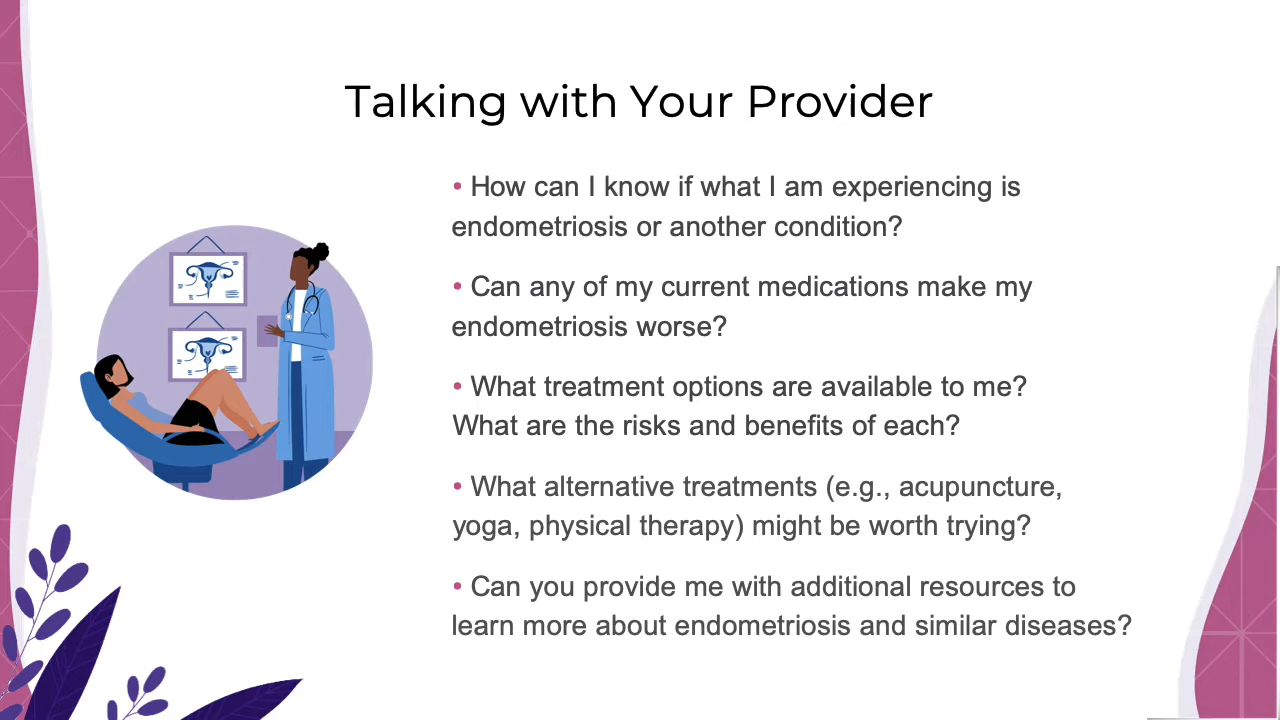 Talking with Your Provider
• How can I know if what I am experiencing is
endometriosis or another condition?
• Can any of my current medications make my
endometriosis worse?
• What treatment options are available to me?
What are the risks and benefits of each?
• What alternative treatments (e.g., acupuncture,
yoga, physical therapy) might be worth trying?
• Can you provide me with additional resources to
learn more about endometriosis and similar diseases?